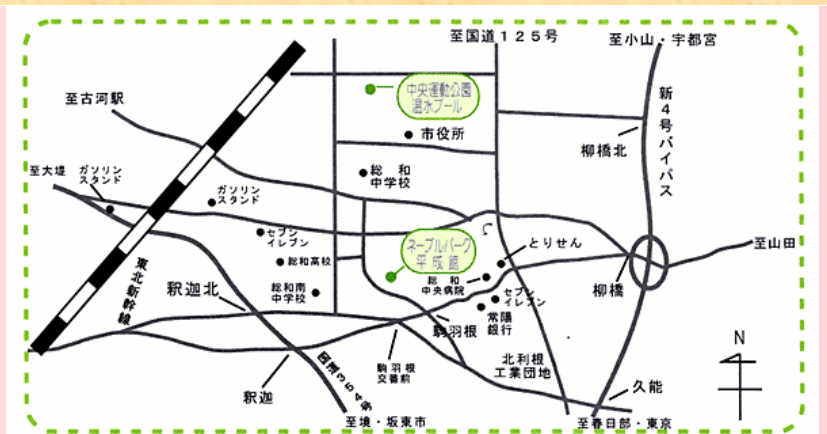 至国道１２５号
至小山・宇都宮
中央運動公園
温水プール
新４号バイパス
至古河駅
市役所
柳橋北
至大堤
ガソリン
スタンド
総和
中学校
ガソリン
スタンド
セブン
イレブン
ネーブルパーク
平成館
とりせん
至山田
総和高校
総和
中央病院
東北新幹線
釈迦北
総和南
中学校
セブン
イレブン
柳橋
常陽
銀行
駒羽根
N
国道３５４号
駒羽根
交番前
北利根
工業団地
釈迦
久能
至境・坂東市
至春日部・東京